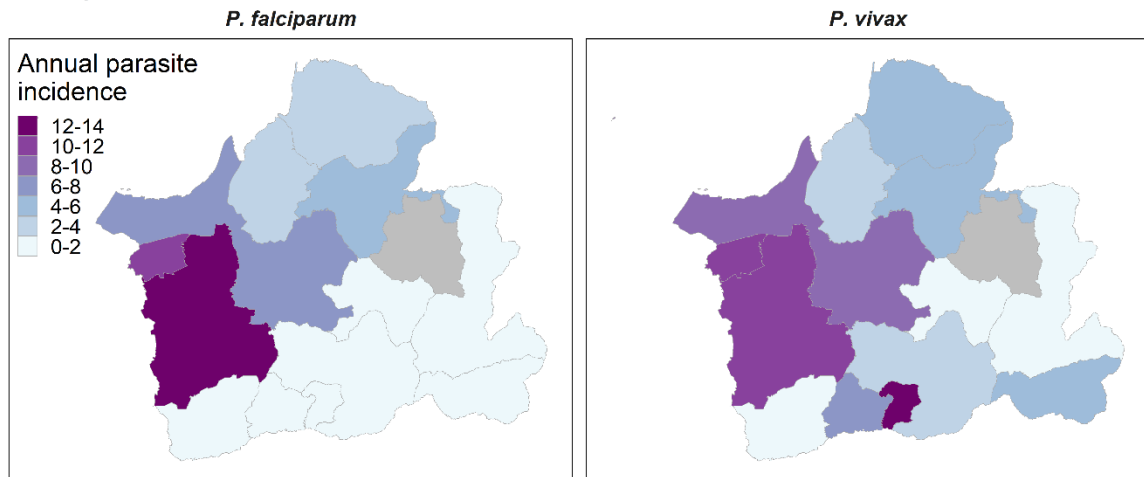 P. falciparum
P. vivax
Annual parasite
incidence
12-14
10-12
8-10
6-8
4-6
2-4
0-2